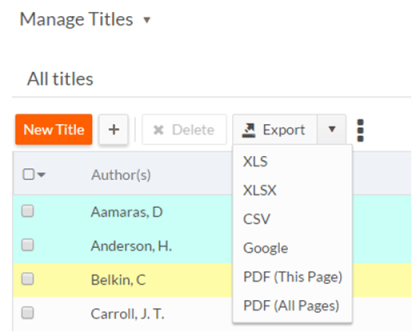 Manage Titles
All titles
New Title + Delete Export
Author(s)
Aamaras, D
Anderson, H.
Belkin, C
Carroll, J. T.
XLS
XLSX
CSV
Google
PDF (This Page)
PDF (All Pages)